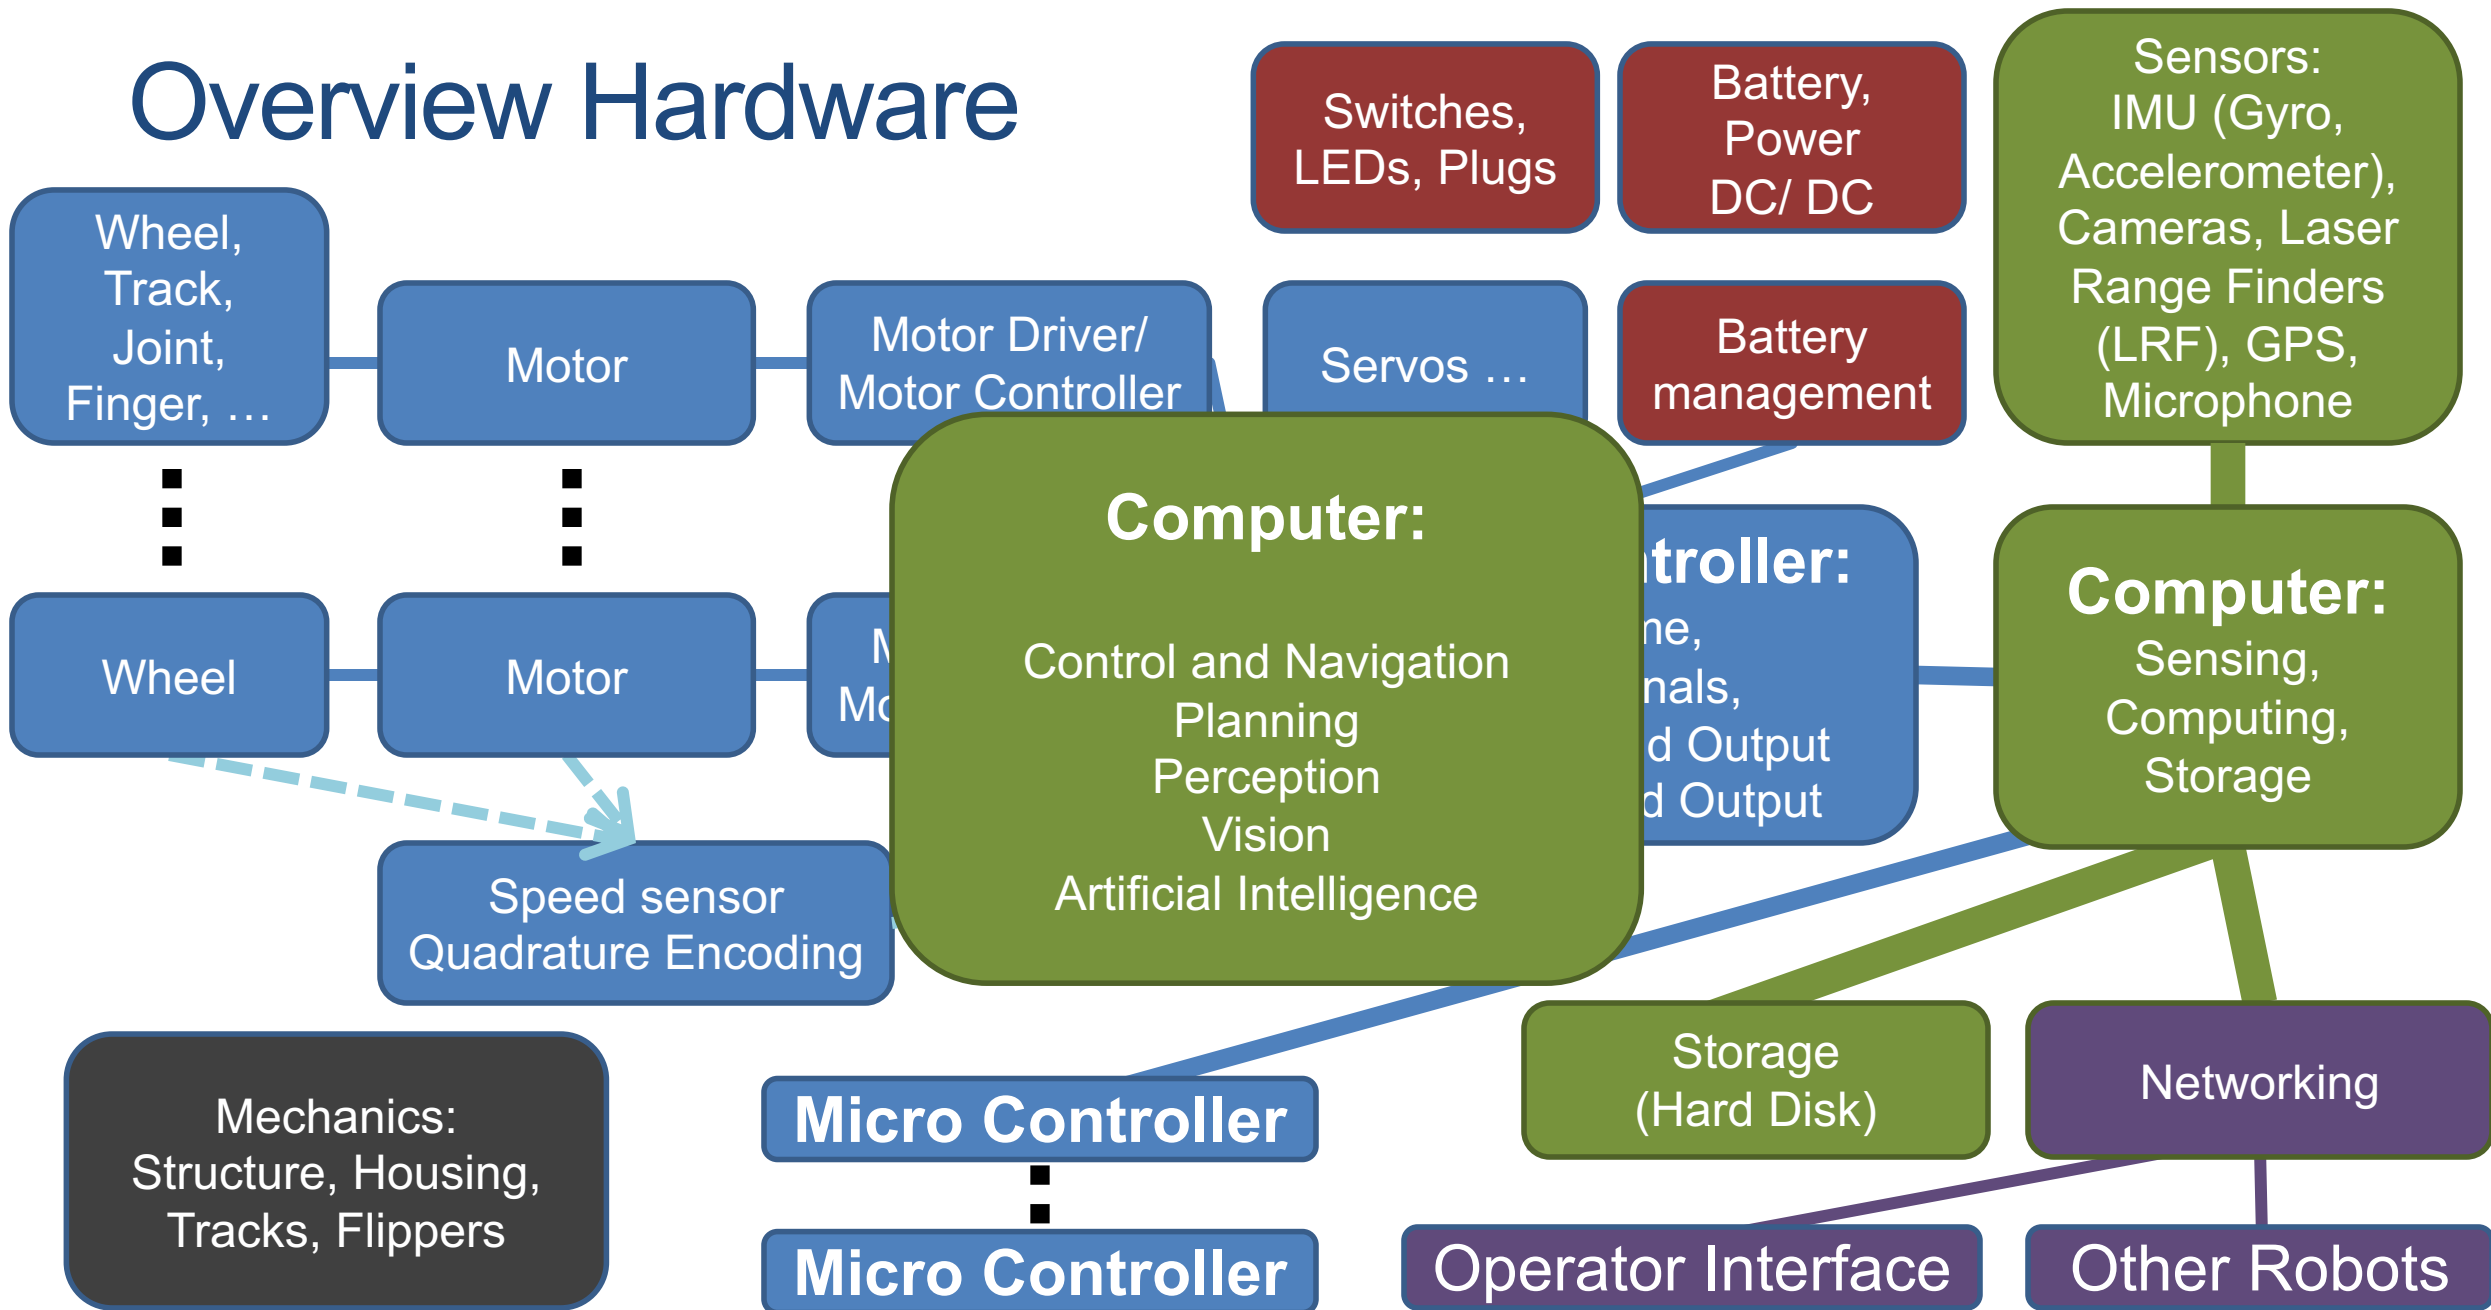 Overview Hardware
Switches,
LEDs, Plugs
Battery,
Power
DC/ DC
Sensors:
IMU (Gyro,
Accelerometer),
Cameras, Laser
Range Finders
(LRF), GPS,
Microphone
Wheel,
Track,
Joint,
Finger, …
Motor
Motor Driver/
Motor Controller
Servos …
Battery
management
Computer:
Control and Navigation
Planning
Perception
Vision
Artificial Intelligence
d Output
d Output
Computer:
Sensing,
Computing,
Storage
Wheel
Motor
Speed sensor
Quadrature Encoding
Mechanics:
Structure, Housing,
Tracks, Flippers
Micro Controller
Micro Controller
Storage
(Hard Disk)
Networking
Operator Interface
Other Robots